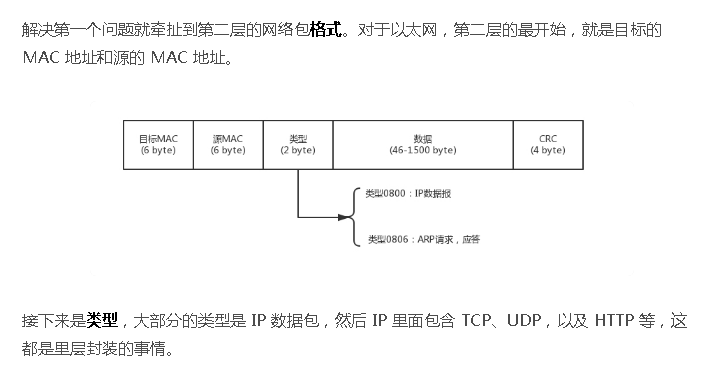 解决第一个问题就牵扯到第二层的网络包格式。对于以太网，第二层的最开始，就是目标的
MAC 地址和源的 MAC 地址。
目标MAC
(6 byte)
源MAC
(6 byte)
类型
(2 byte)
数据
(46-1500 byte)
CRC
(4 byte)
类型0800：IP数据报
类型0806：ARP请求，应答
接下来是类型，大部分的类型是 IP 数据包，然后 IP 里面包含 TCP、UDP，以及 HTTP 等，这
都是里层封装的事情。